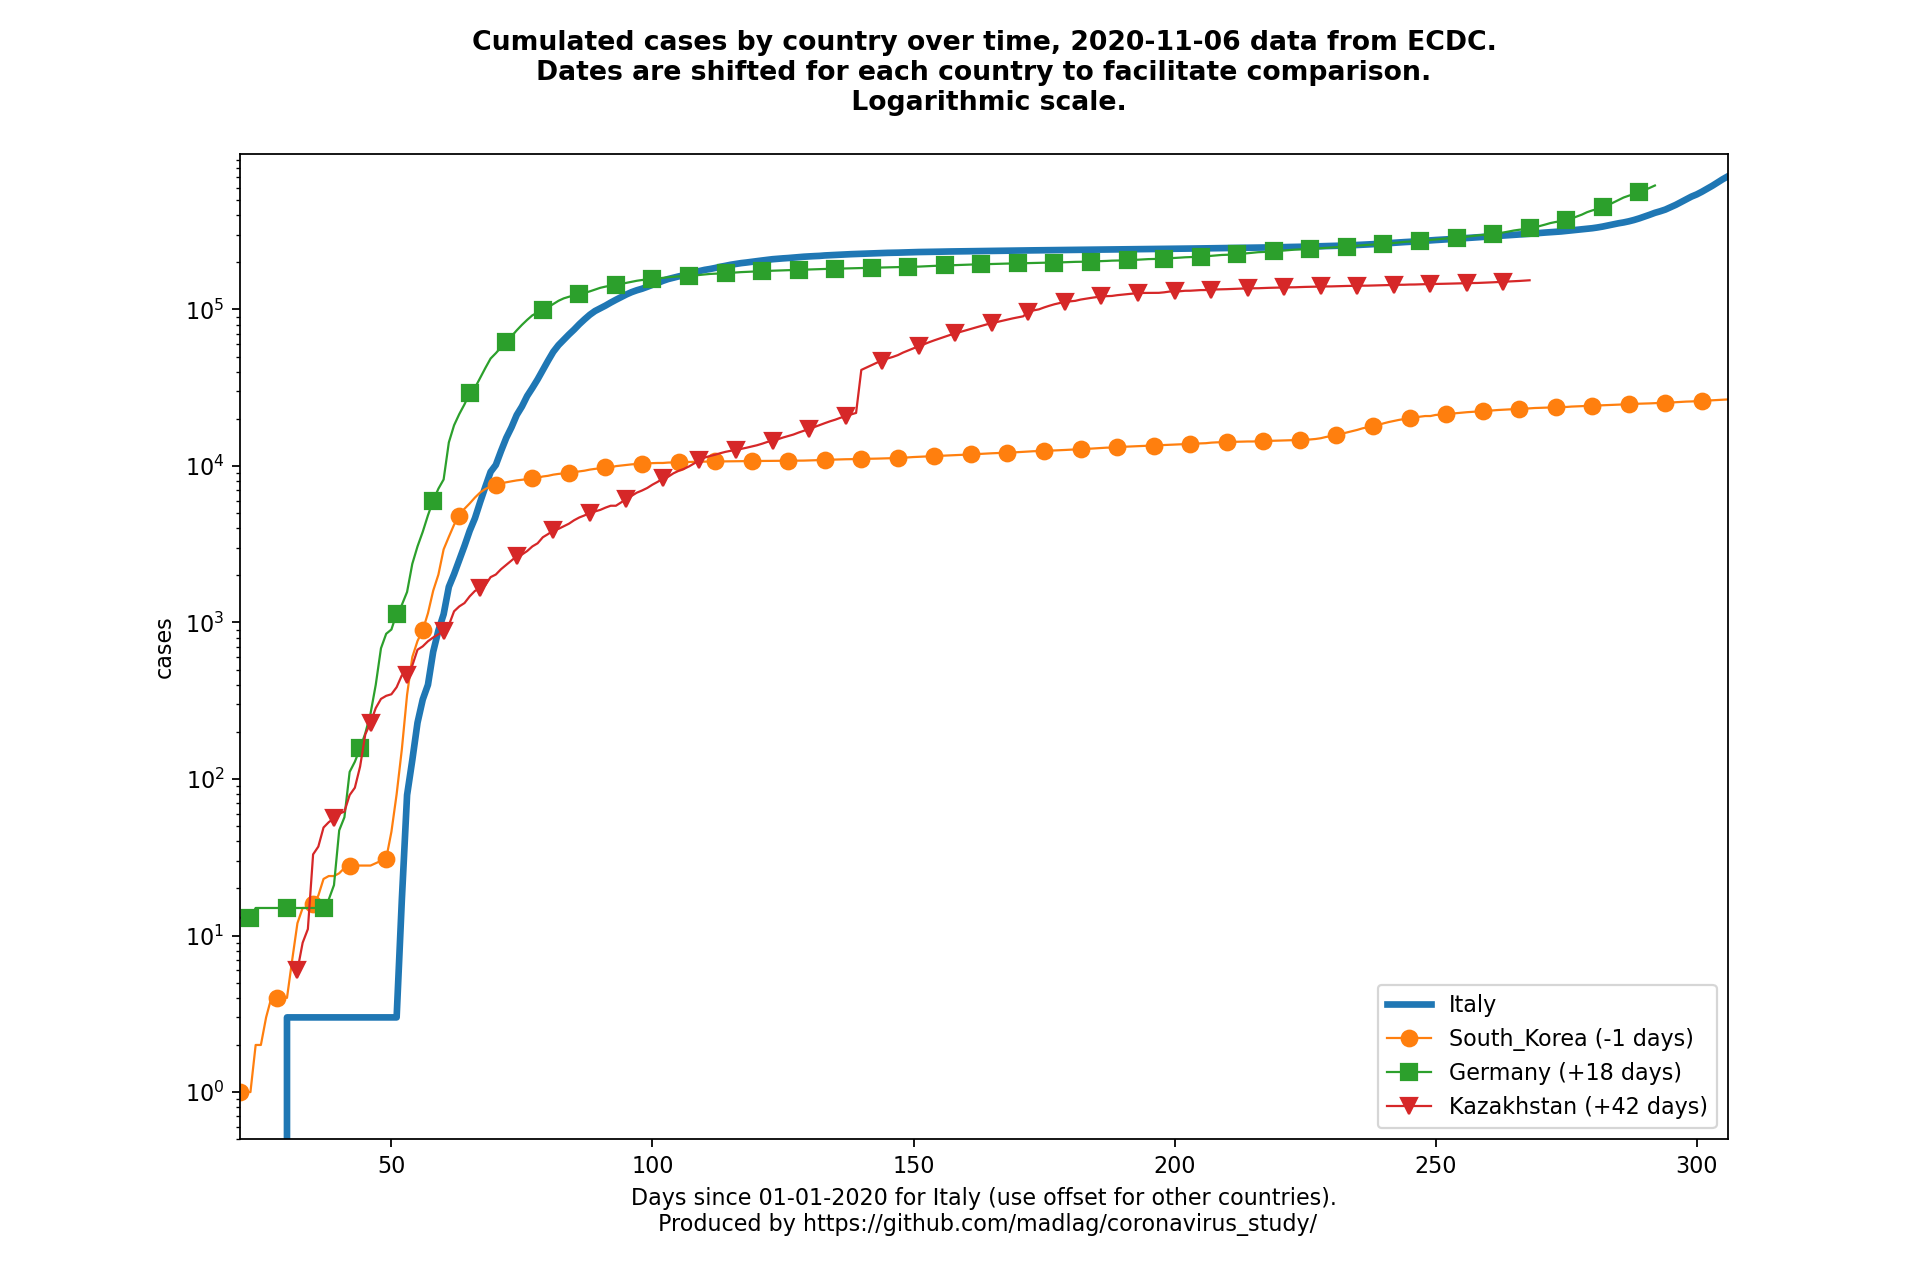 Cumulated cases by country over time, 2020-11-06 data from ECDC.
Dates are shifted for each country to facilitate comparison.
Logarithmic scale.
10^5
10^4
10^3
10^2
10^1
10^0
cases
Italy
South_Korea (-1 days)
Germany (+18 days)
Kazakhstan (+42 days)
50 100 150 200 250 300
Days since 01-01-2020 for Italy (use offset for other countries).
Produced by https://github.com/madlag/coronavirus_study/